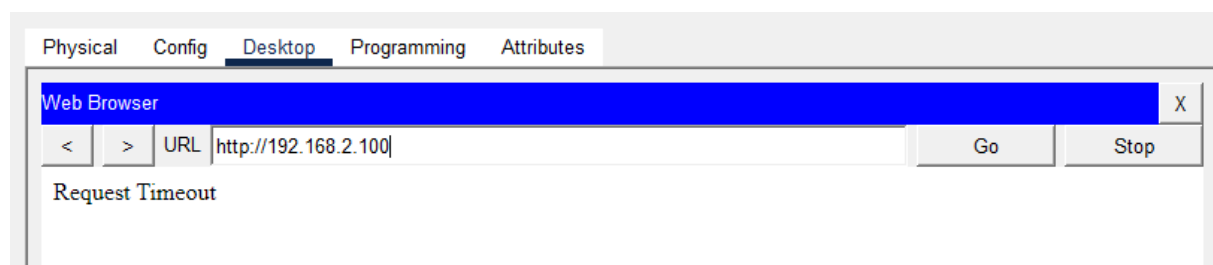 Physical Config Desktop Programming Attributes
Web Browser X
< > URL http://192.168.2.100 Go Stop
Request Timeout